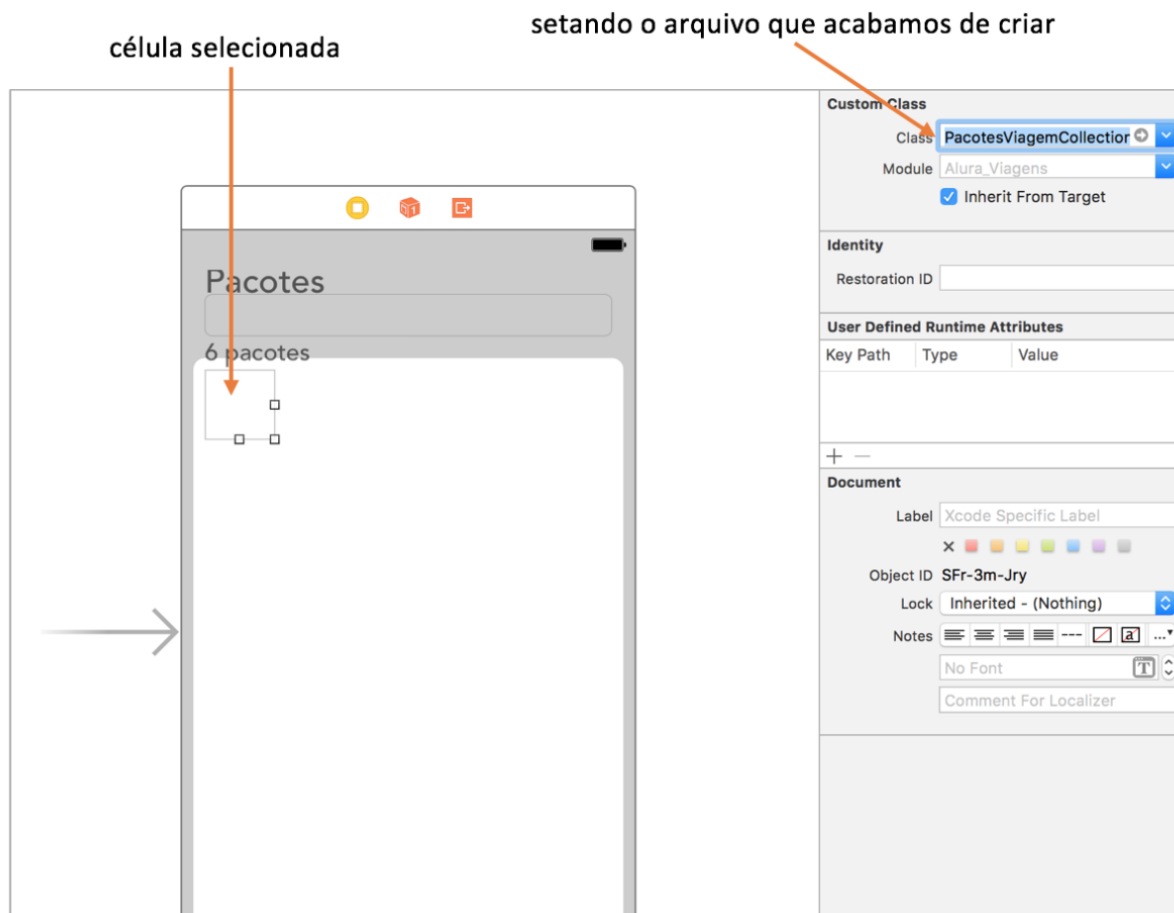 setando o arquivo que acabamos de criar
célula selecionada
Custom Class
Class PacotesViagemCollection
Module Alura_Viagens
Inherit From Target
Pacotes
6 pacotes
Identity
Restoration ID
User Defined Runtime Attributes
Key Path Type Value
Document
Label Xcode Specific Label
Object ID SFr-3m-Jry
Lock Inherited - (Nothing)
Notes
No Font
Comment For Localizer